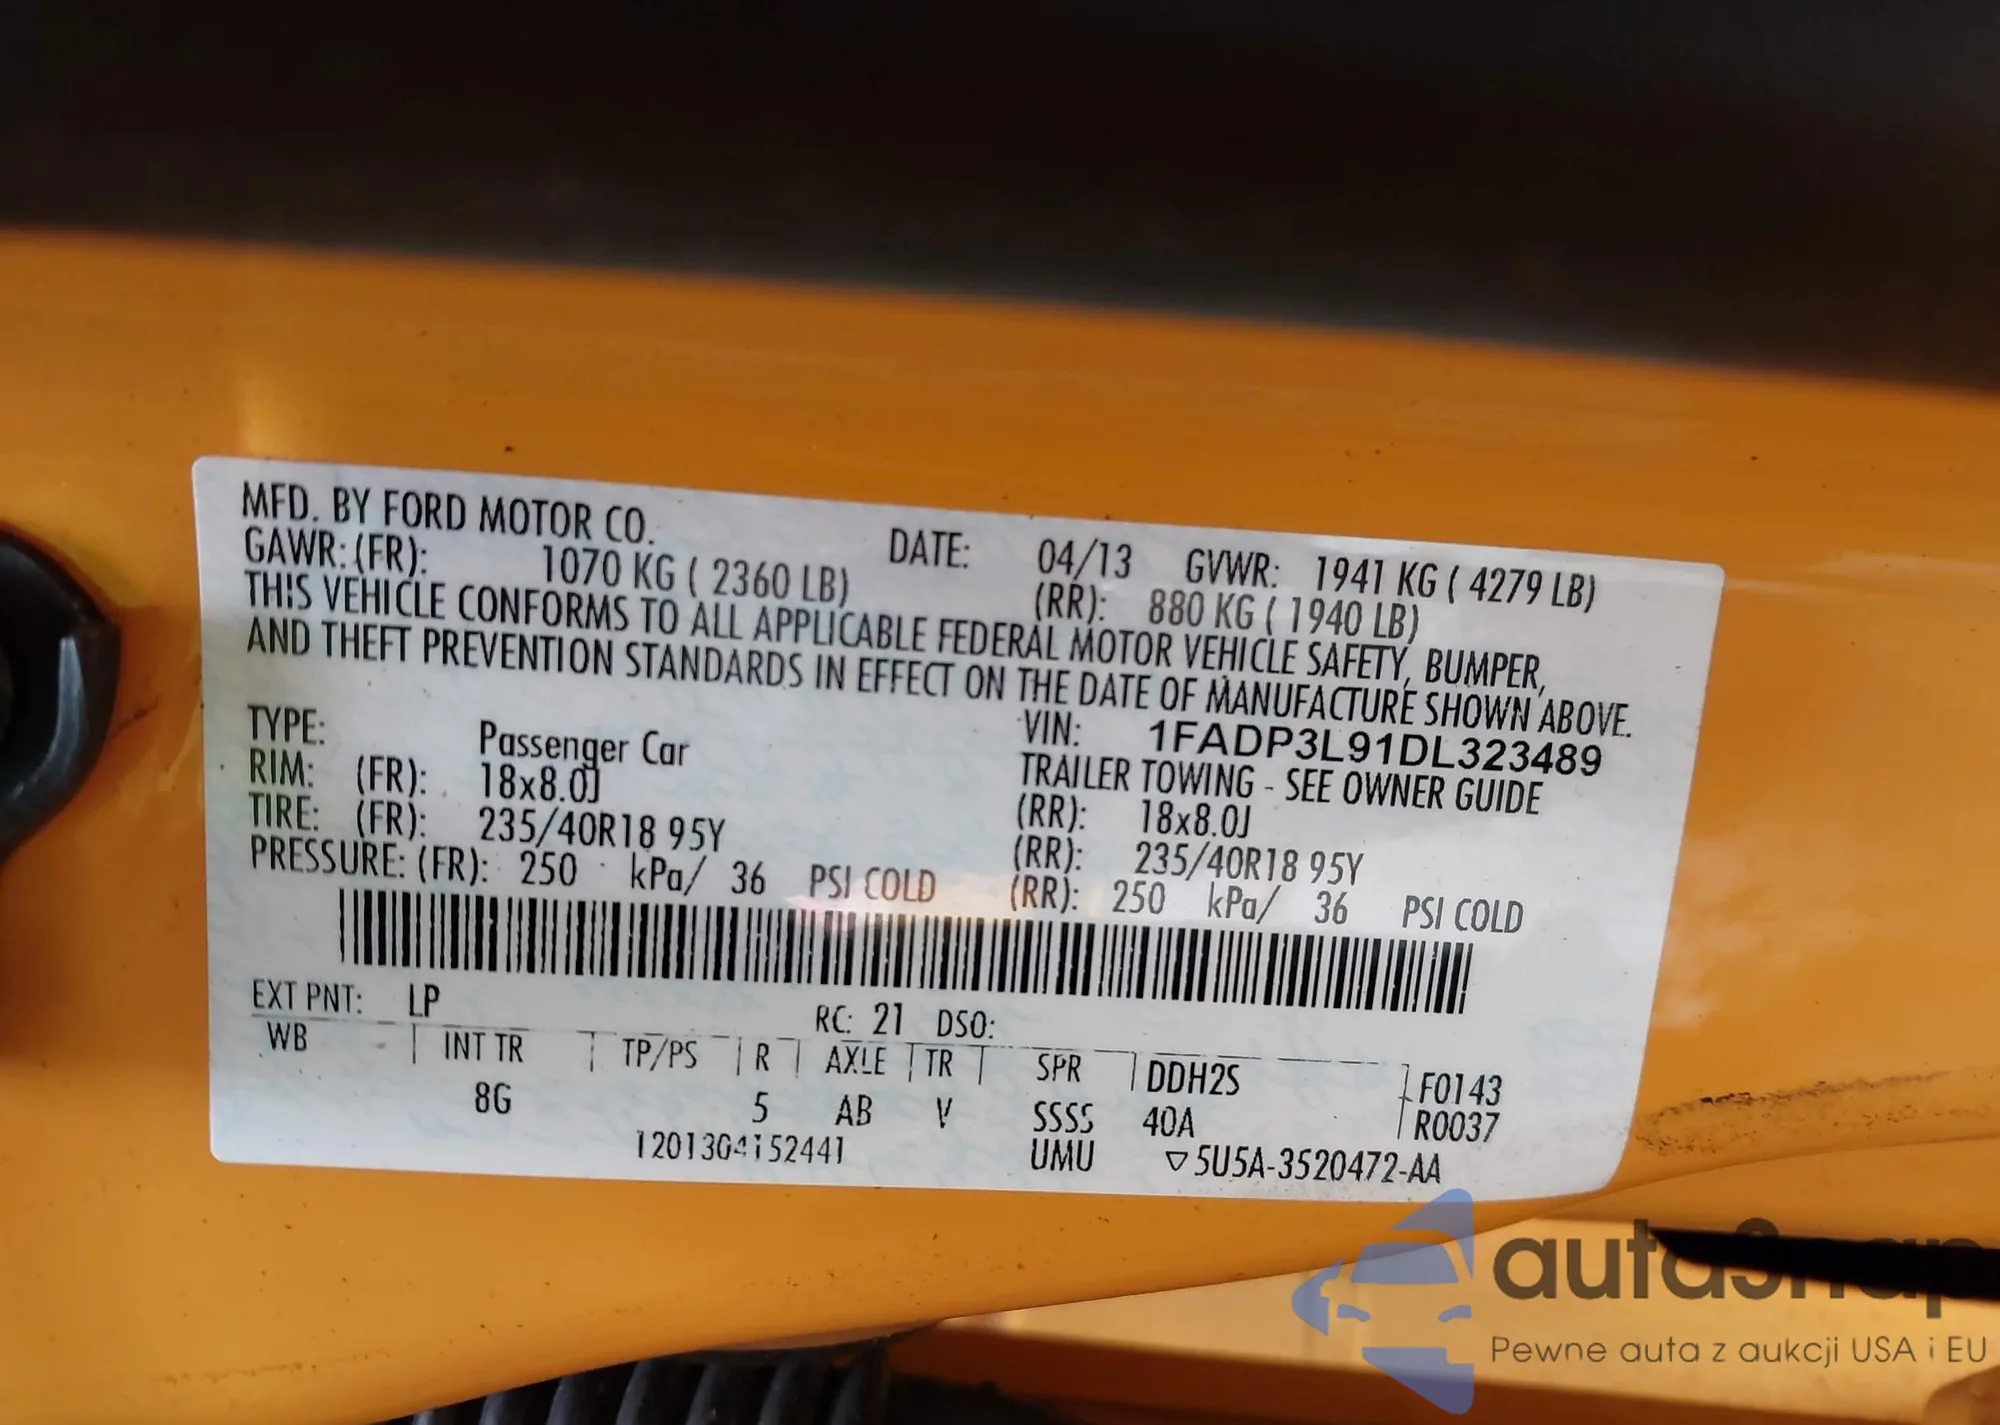 MFD. BY FORD MOTOR CO. DATE: 04/13 GVWR: 1941 KG ( 4279 LB)
GAWR: (FR): 1070 KG ( 2360 LB) (RR): 880 KG ( 1940 LB)
THIS VEHICLE CONFORMS TO ALL APPLICABLE FEDERAL MOTOR VEHICLE SAFETY, BUMPER,
AND THEFT PREVENTION STANDARDS IN EFFECT ON THE DATE OF MANUFACTURE SHOWN ABOVE.
VIN: 1FADP3L91DL323489
TYPE: Passenger Car TRAILER TOWING - SEE OWNER GUIDE
RIM: (FR): 18x8.0J (RR): 18x8.0J
TIRE: (FR): 235/40R18 95Y (RR): 235/40R18 95Y
PRESSURE: (FR): 250 kPa/ 36 PSI COLD (RR): 250 kPa/ 36 PSI COLD
EXT PNT: LP RC: 21 DSO:
WB INT TR TP/PS R AXLE TR SPR DDH2S F0143
8G 5 AB V SSSS 40A R0037
1201304152441 UMU ▽5U5A-3520472-AA
autaSnap
Pewne auta z aukcji USA i EU